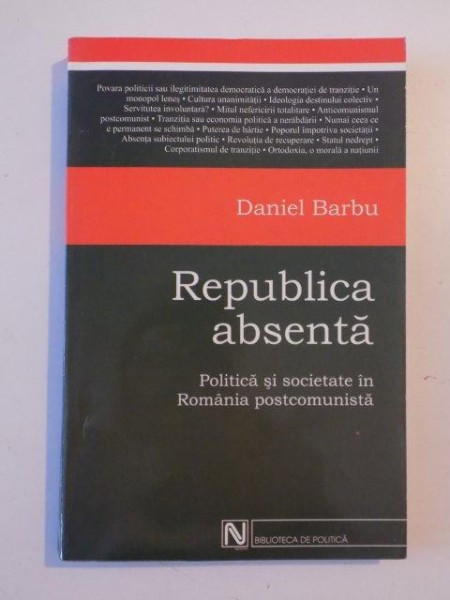 Povara politicii sau ilegitimitatea democratică a democrației de tranziție • Un
monopol leneș • Cultura unanimității • Ideologia destinului colectiv •
Servitutea involuntară? • Mitul nefericirii totalitare • Anticomunismul
postcomunist • Tranziția sau economia politică a nerăbdării • Numai ceea ce
e permanent se schimbă • Puterea de hârtie • Poporul împotriva societății •
Absența subiectului politic • Revoluția de recuperare • Statul nedrept •
Corporatismul de tranziție • Ortodoxia, o morală a națiunii
Daniel Barbu
Republica
absentă
Politică și societate în
România postcomunistă
N
BIBLIOTECA DE POLITICĂ